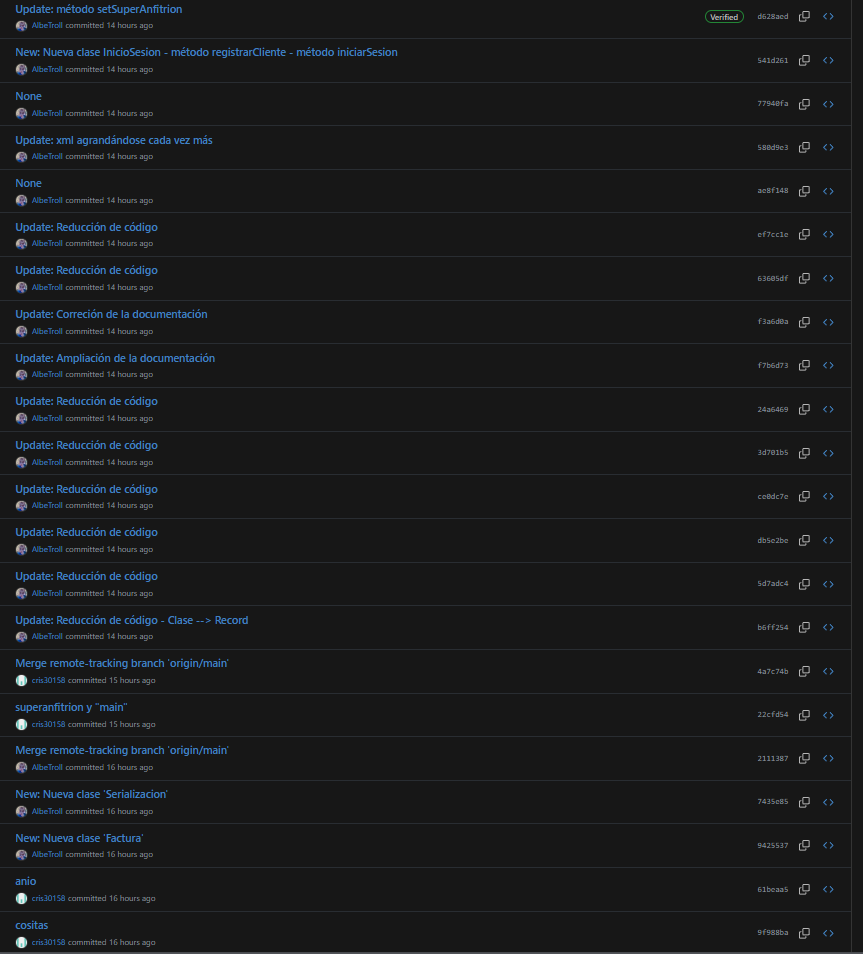 Update: método setSuperAnfitrion
Verified
d628aed
AlbeTroll committed 14 hours ago
New: Nueva clase InicioSesion - método registrarCliente - método iniciarSesion
541d261
AlbeTroll committed 14 hours ago
None
77940fa
AlbeTroll committed 14 hours ago
Update: xml agrandándose cada vez más
580d9e3
AlbeTroll committed 14 hours ago
None
ae8f148
AlbeTroll committed 14 hours ago
Update: Reducción de código
ef7cc1e
AlbeTroll committed 14 hours ago
Update: Reducción de código
63605df
AlbeTroll committed 14 hours ago
Update: Correción de la documentación
f3a6d0a
AlbeTroll committed 14 hours ago
Update: Ampliación de la documentación
f7b6d73
AlbeTroll committed 14 hours ago
Update: Reducción de código
24a6469
AlbeTroll committed 14 hours ago
Update: Reducción de código
3d701b5
AlbeTroll committed 14 hours ago
Update: Reducción de código
ce0dc7e
AlbeTroll committed 14 hours ago
Update: Reducción de código
db5e2be
AlbeTroll committed 14 hours ago
Update: Reducción de código
5d7adc4
AlbeTroll committed 14 hours ago
Update: Reducción de código - Clase --> Record
b6ff254
AlbeTroll committed 14 hours ago
Merge remote-tracking branch 'origin/main'
4a7c74b
cris30158 committed 15 hours ago
superanfitrion y "main"
22cfd54
cris30158 committed 15 hours ago
Merge remote-tracking branch 'origin/main'
2111387
AlbeTroll committed 16 hours ago
New: Nueva clase 'Serializacion'
7435e85
AlbeTroll committed 16 hours ago
New: Nueva clase 'Factura'
9425537
AlbeTroll committed 16 hours ago
anio
61beaa5
cris30158 committed 16 hours ago
cositas
9f988ba
cris30158 committed 16 hours ago